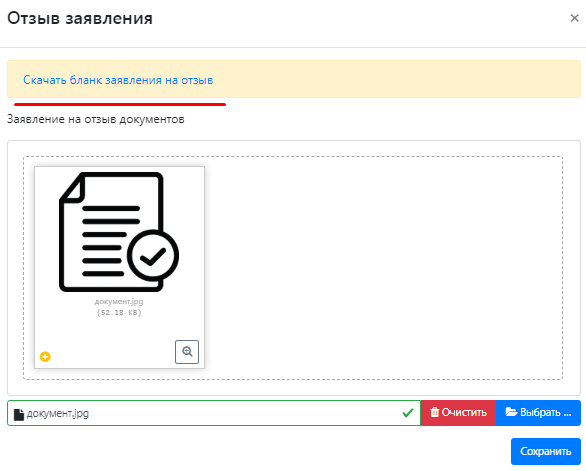 Отзыв заявления
×
Скачать бланк заявления на отзыв
Заявление на отзыв документов
документ.jpg
(52.18 KB)
документ.jpg
Очистить
Выбрать ...
Сохранить